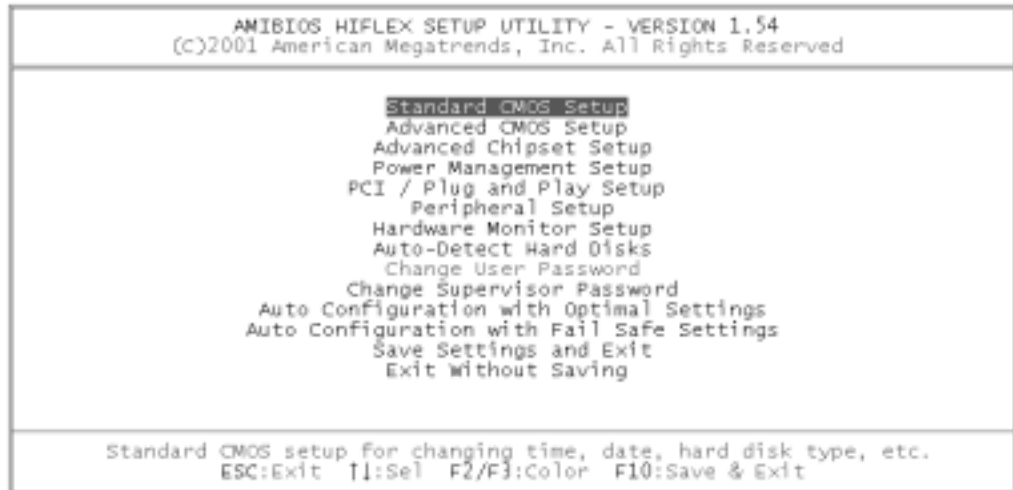 AMIBIOS HIFLEX SETUP UTILITY - VERSION 1.54
(C)2001 American Megatrends, Inc. All Rights Reserved
Standard CMOS Setup
Advanced CMOS Setup
Advanced Chipset Setup
Power Management Setup
PCI / Plug and Play Setup
Peripheral Setup
Hardware Monitor Setup
Auto-Detect Hard Disks
Change User Password
Change Supervisor Password
Auto Configuration with Optimal Settings
Auto Configuration with Fail Safe Settings
Save Settings and Exit
Exit Without Saving
Standard CMOS setup for changing time, date, hard disk type, etc.
ESC:Exit ↑↓:Sel F2/F3:Color F10:Save & Exit